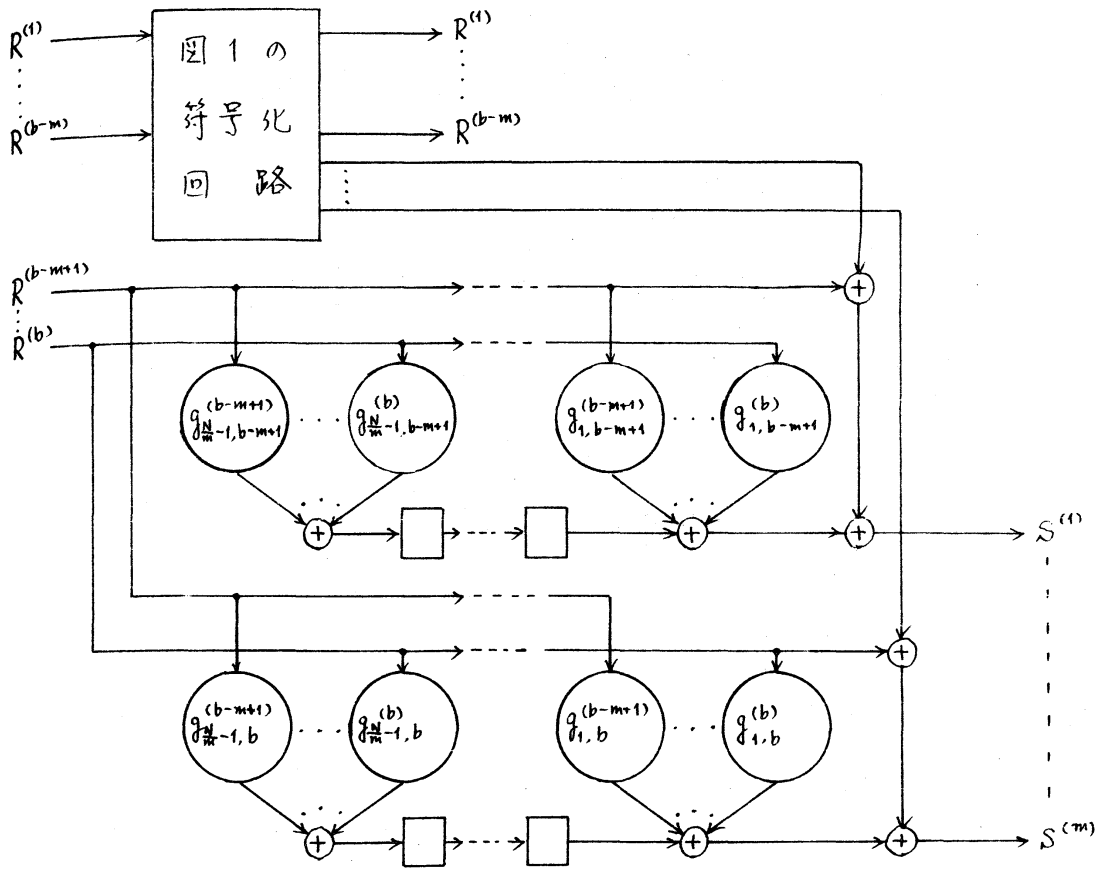 R^(1)
R^(b-m)
図1の
符号化
回路
R^(1)
R^(b-m)
R^(b-m+1)
R^(b)
g^(b-m+1)_{N/m-1, b-m+1}
g^(b)_{N/m-1, b-m+1}
g^(b-m+1)_{1, b-m+1}
g^(b)_{1, b-m+1}
S^(1)
g^(b-m+1)_{N/m-1, b}
g^(b)_{N/m-1, b}
g^(b-m+1)_{1, b}
g^(b)_{1, b}
S^(m)